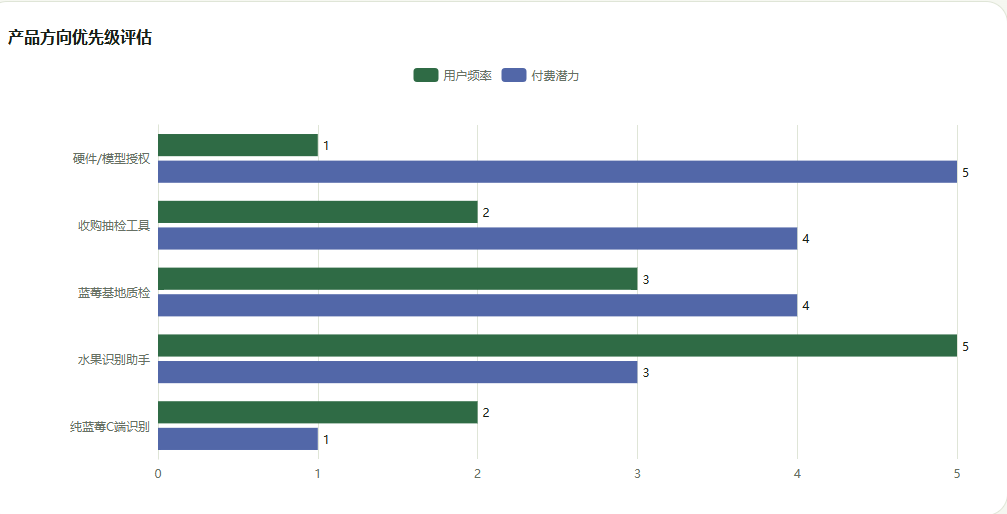 产品方向优先级评估
用户频率 付费潜力
硬件/模型授权 1
5
收购抽检工具 2
4
蓝莓基地质检 3
4
水果识别助手 5
3
纯蓝莓C端识别 2
1
0 1 2 3 4 5